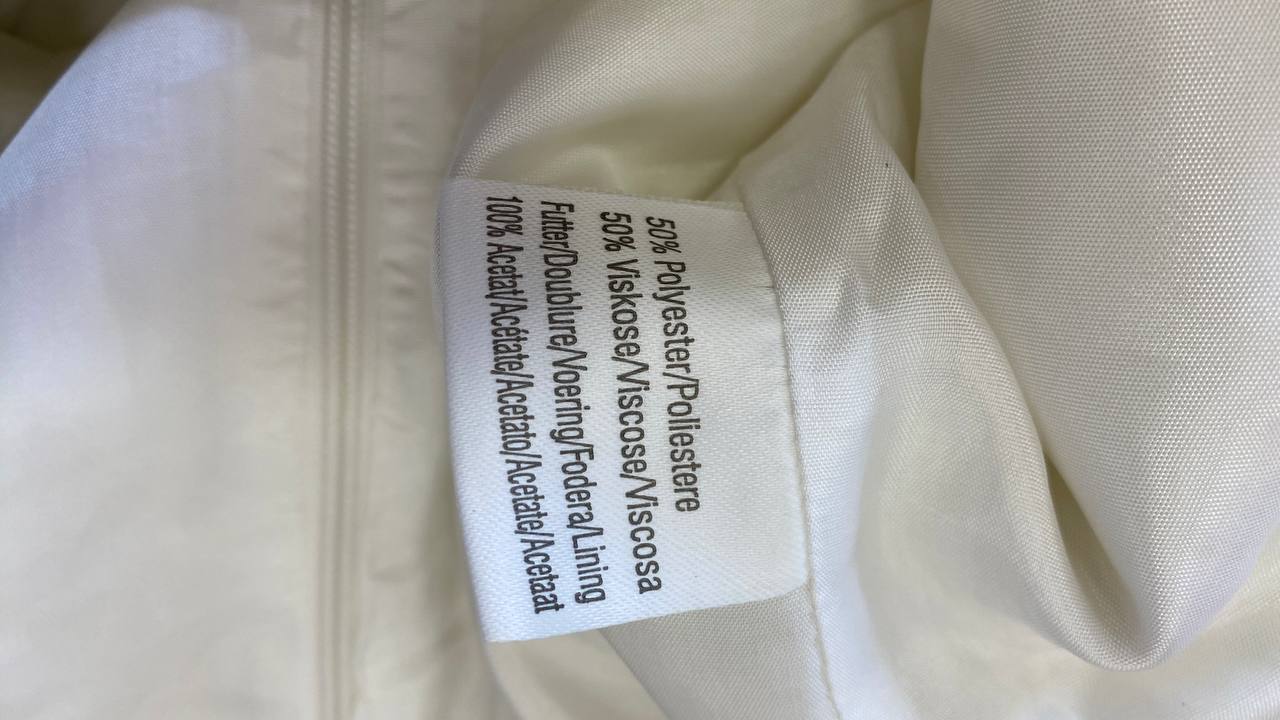 50% Polyester/Poliestere
50% Viskose/Viscose/Viscosa
Futter/Doublure/Voering/Fodera/Lining
100% Acetat/Acétate/Acetato/Acetate/Acetaat